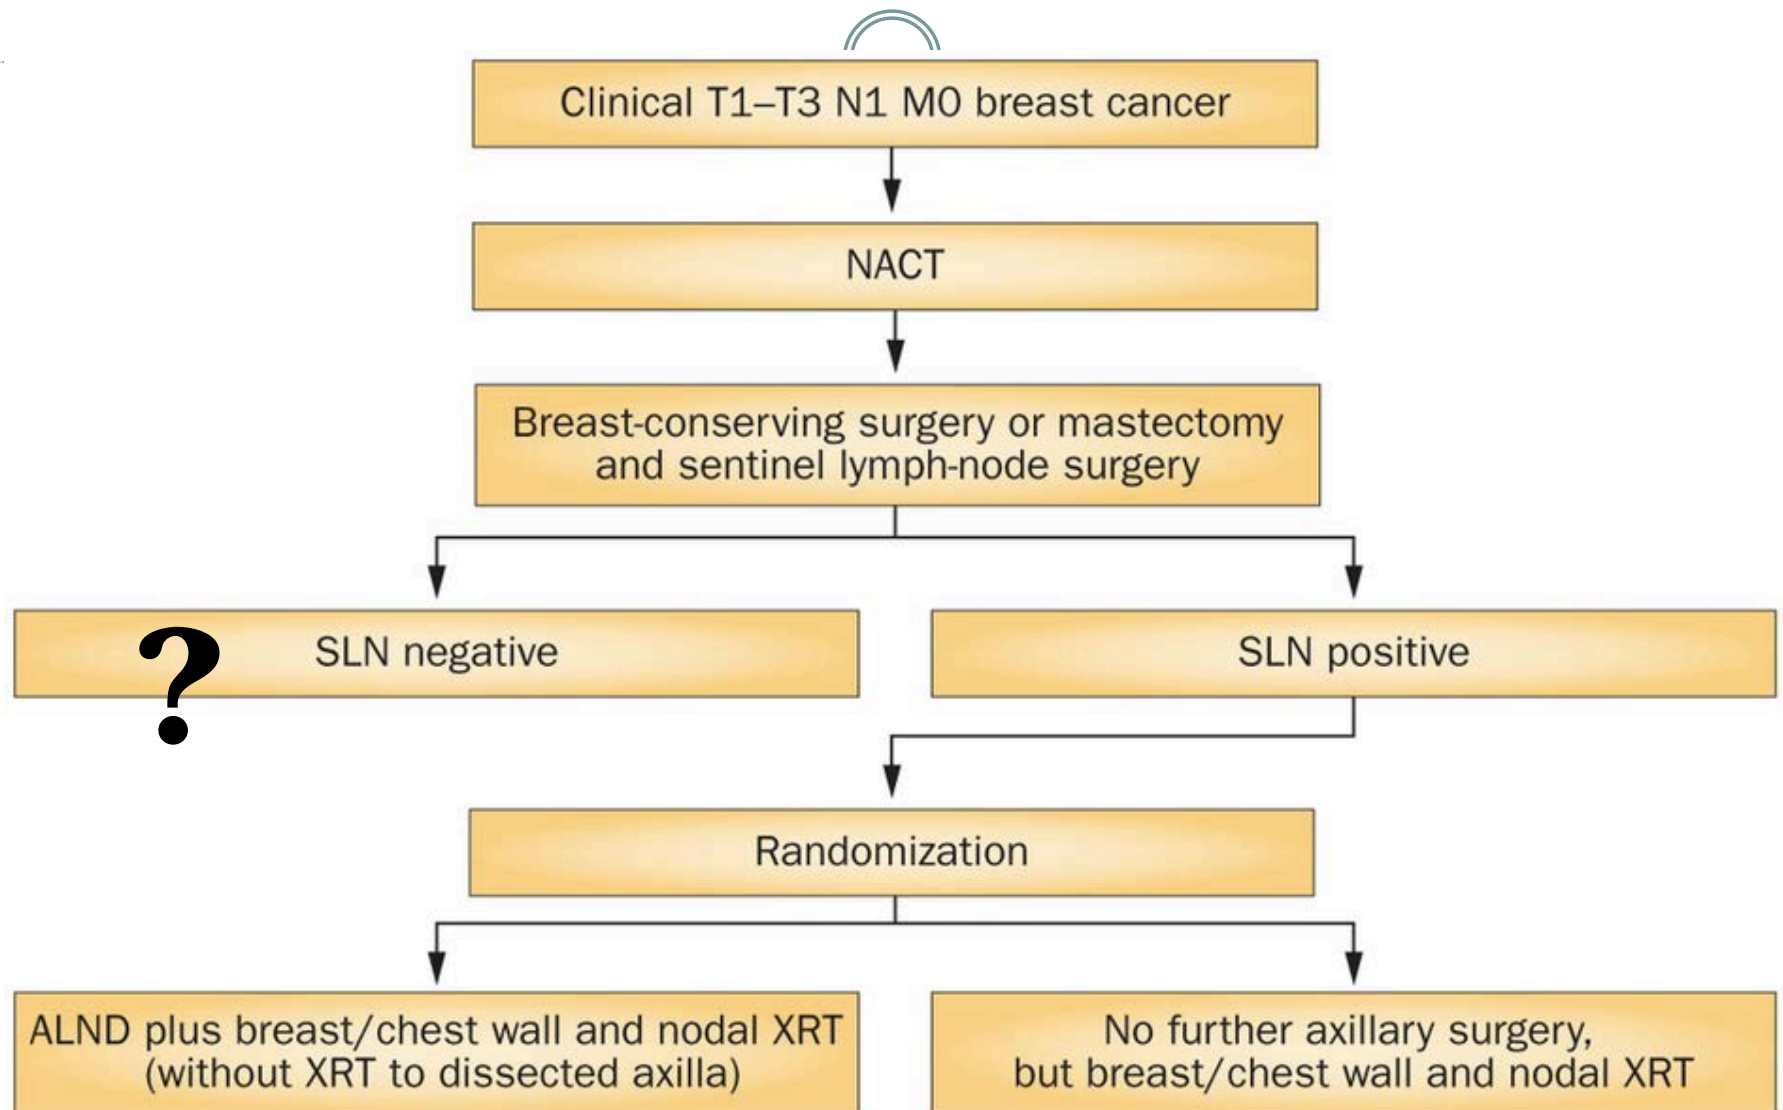 Clinical T1–T3 N1 M0 breast cancer
NACT
Breast-conserving surgery or mastectomy
and sentinel lymph-node surgery
? SLN negative
SLN positive
Randomization
ALND plus breast/chest wall and nodal XRT
(without XRT to dissected axilla)
No further axillary surgery,
but breast/chest wall and nodal XRT